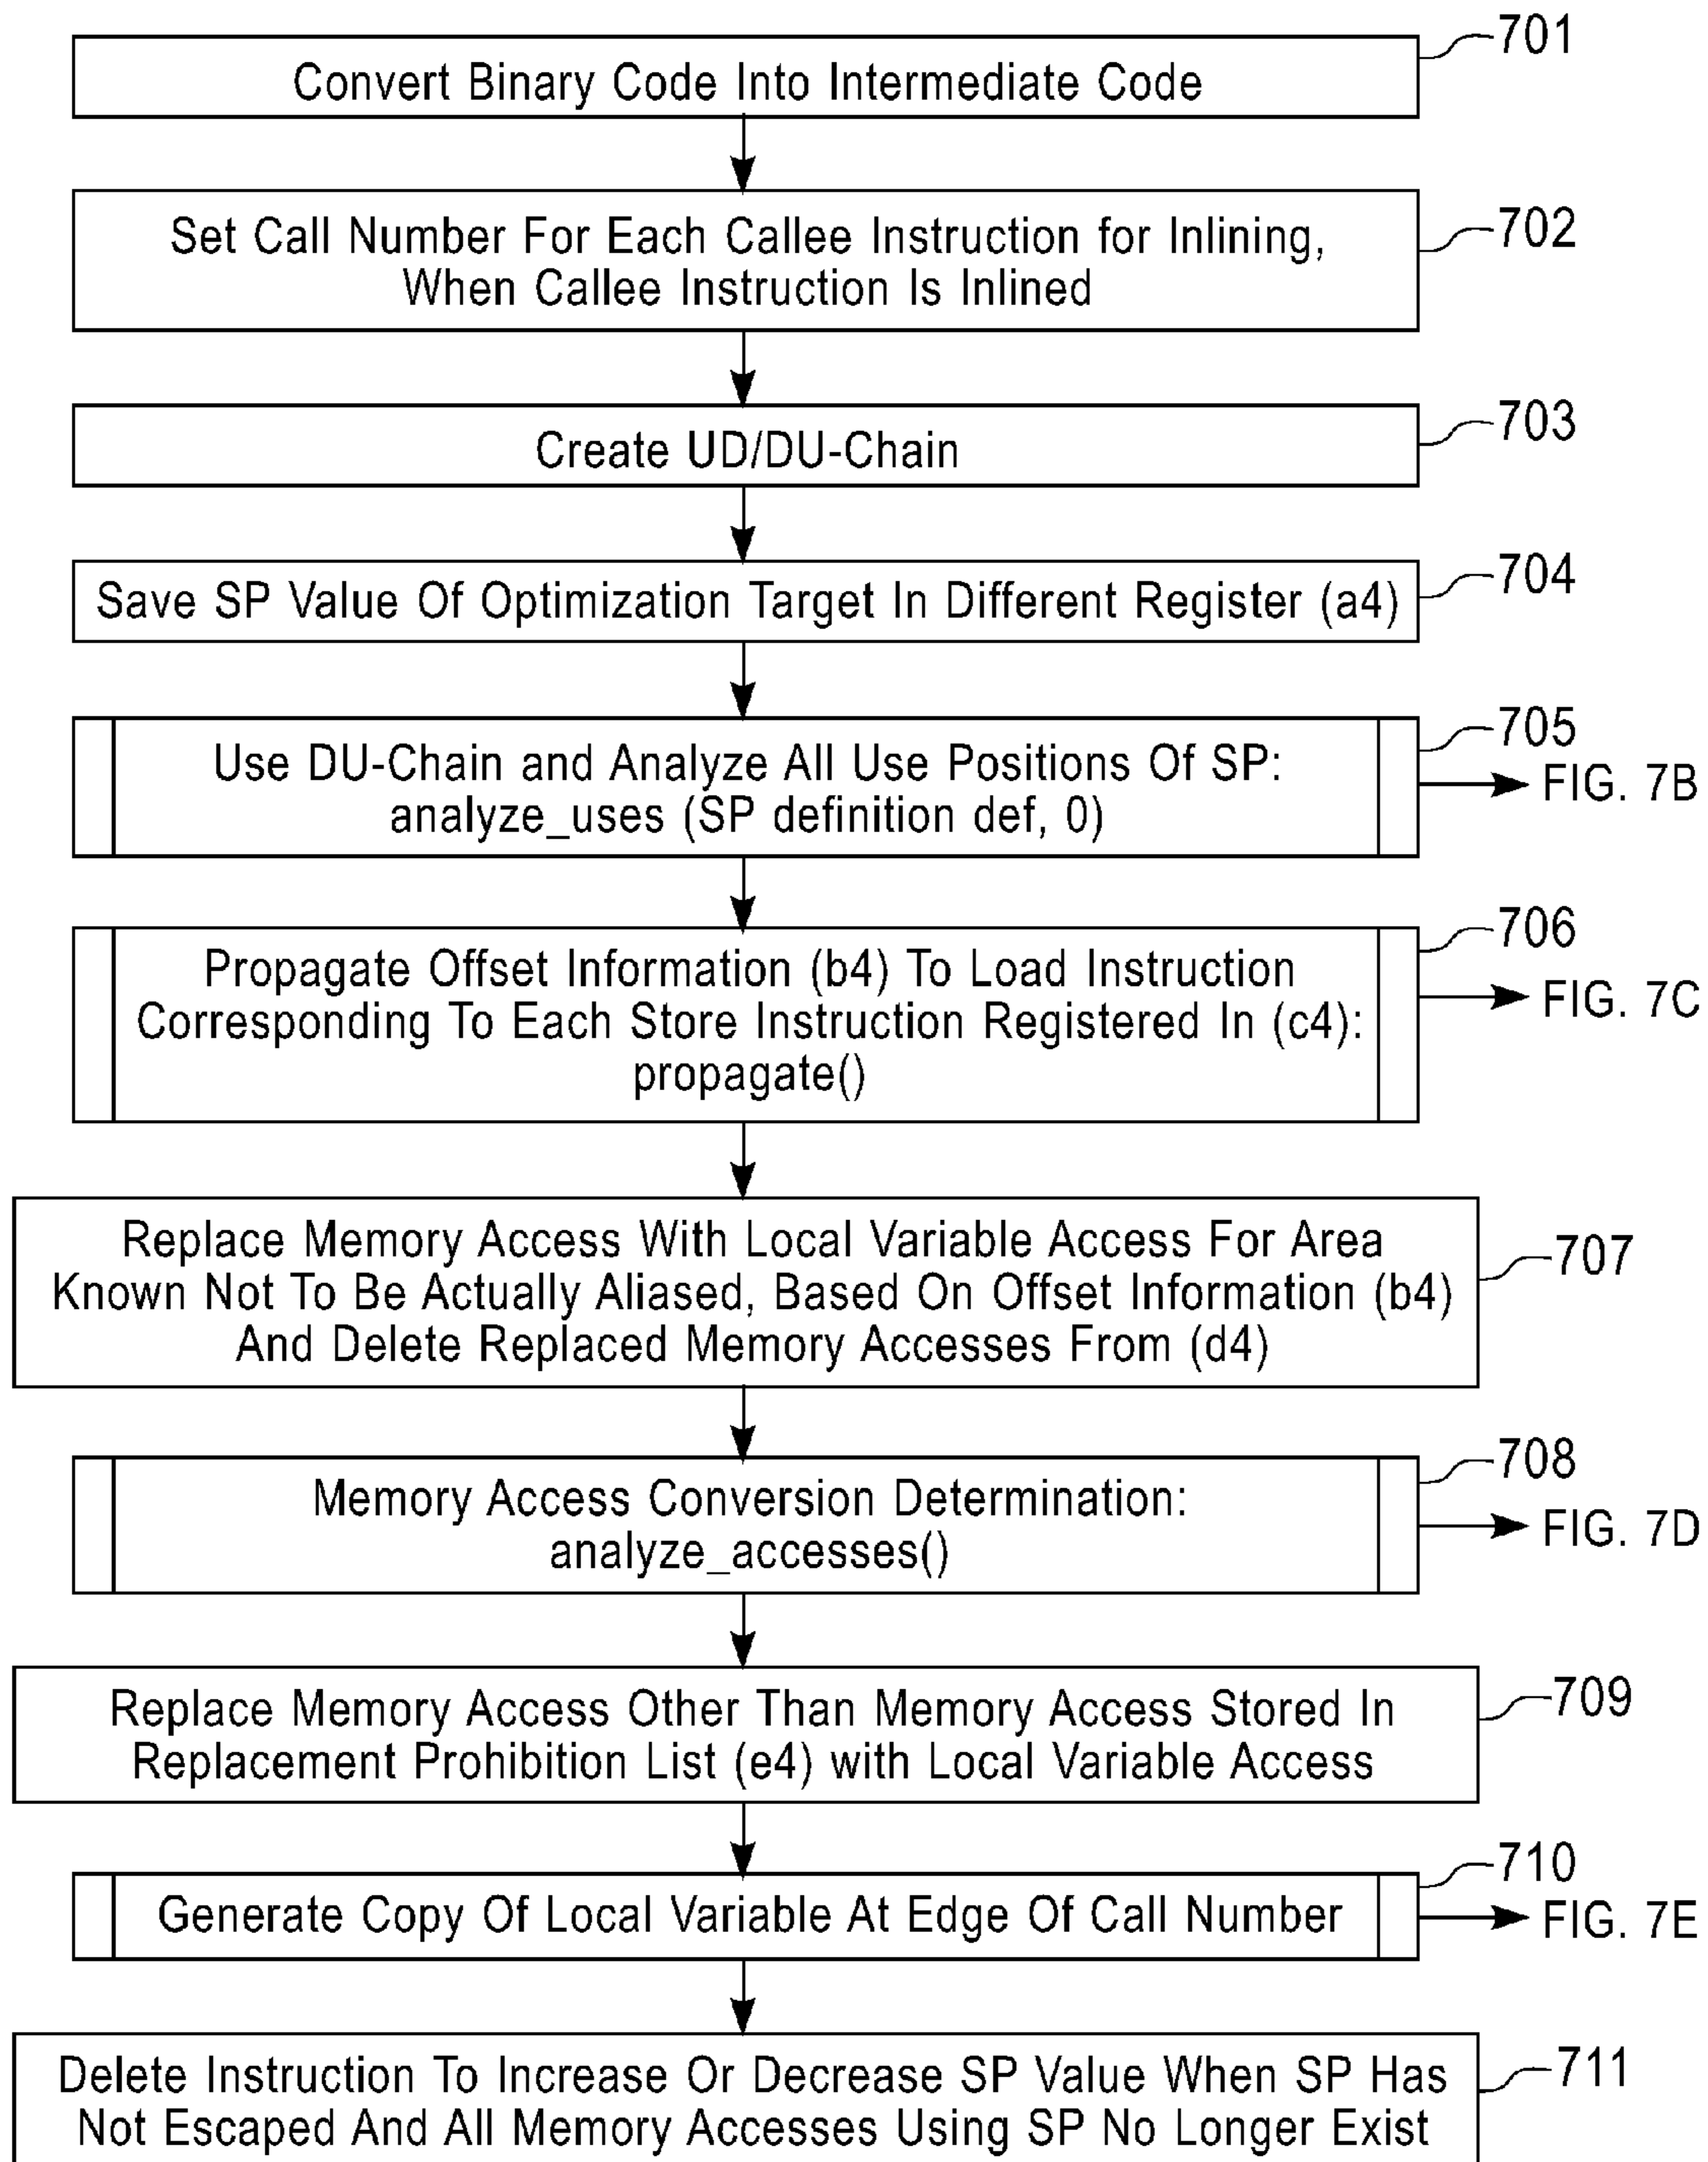 701
Convert Binary Code Into Intermediate Code
702
Set Call Number For Each Callee Instruction for Inlining,
When Callee Instruction Is Inlined
703
Create UD/DU-Chain
704
Save SP Value Of Optimization Target In Different Register (a4)
705
Use DU-Chain and Analyze All Use Positions Of SP:
analyze_uses (SP definition def, 0)
FIG. 7B
706
Propagate Offset Information (b4) To Load Instruction
Corresponding To Each Store Instruction Registered In (c4):
propagate()
FIG. 7C
707
Replace Memory Access With Local Variable Access For Area
Known Not To Be Actually Aliased, Based On Offset Information (b4)
And Delete Replaced Memory Accesses From (d4)
708
Memory Access Conversion Determination:
analyze_accesses()
FIG. 7D
709
Replace Memory Access Other Than Memory Access Stored In
Replacement Prohibition List (e4) with Local Variable Access
710
Generate Copy Of Local Variable At Edge Of Call Number
FIG. 7E
711
Delete Instruction To Increase Or Decrease SP Value When SP Has
Not Escaped And All Memory Accesses Using SP No Longer Exist